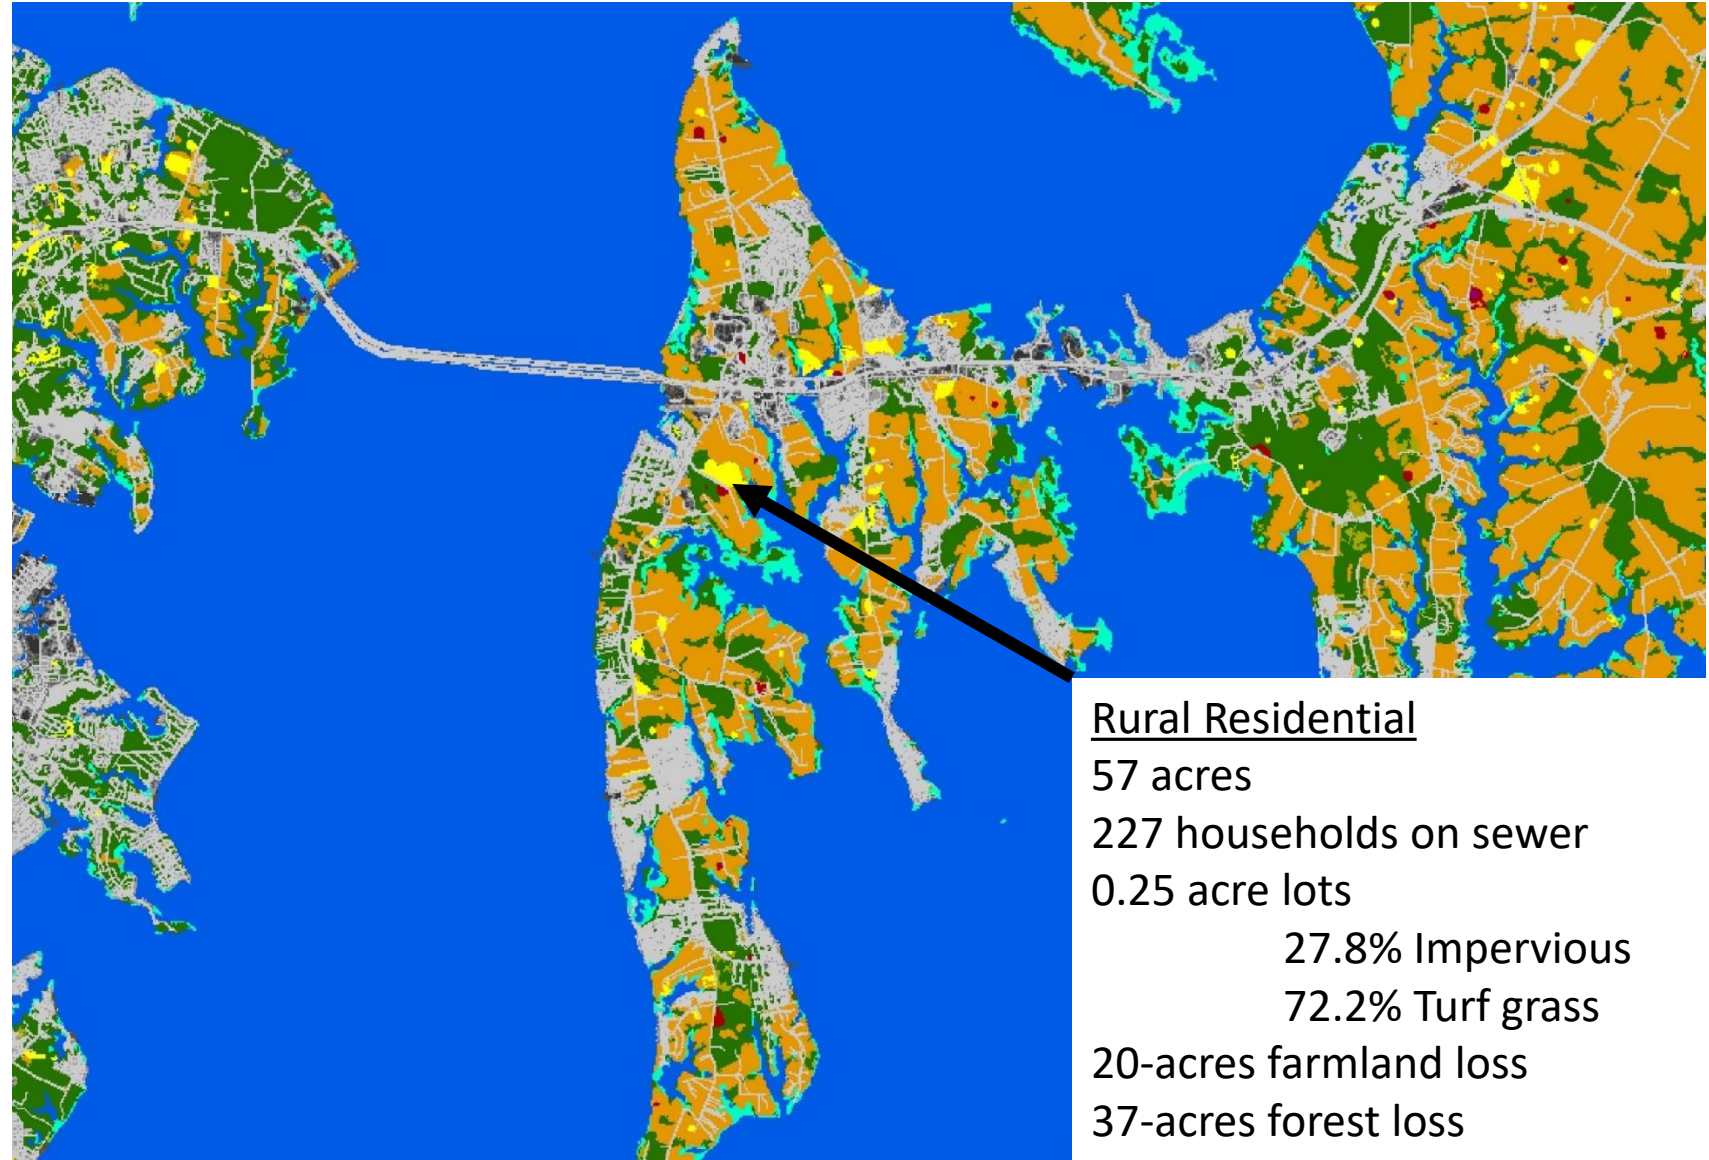 Rural Residential
57 acres
227 households on sewer
0.25 acre lots
27.8% Impervious
72.2% Turf grass
20-acres farmland loss
37-acres forest loss